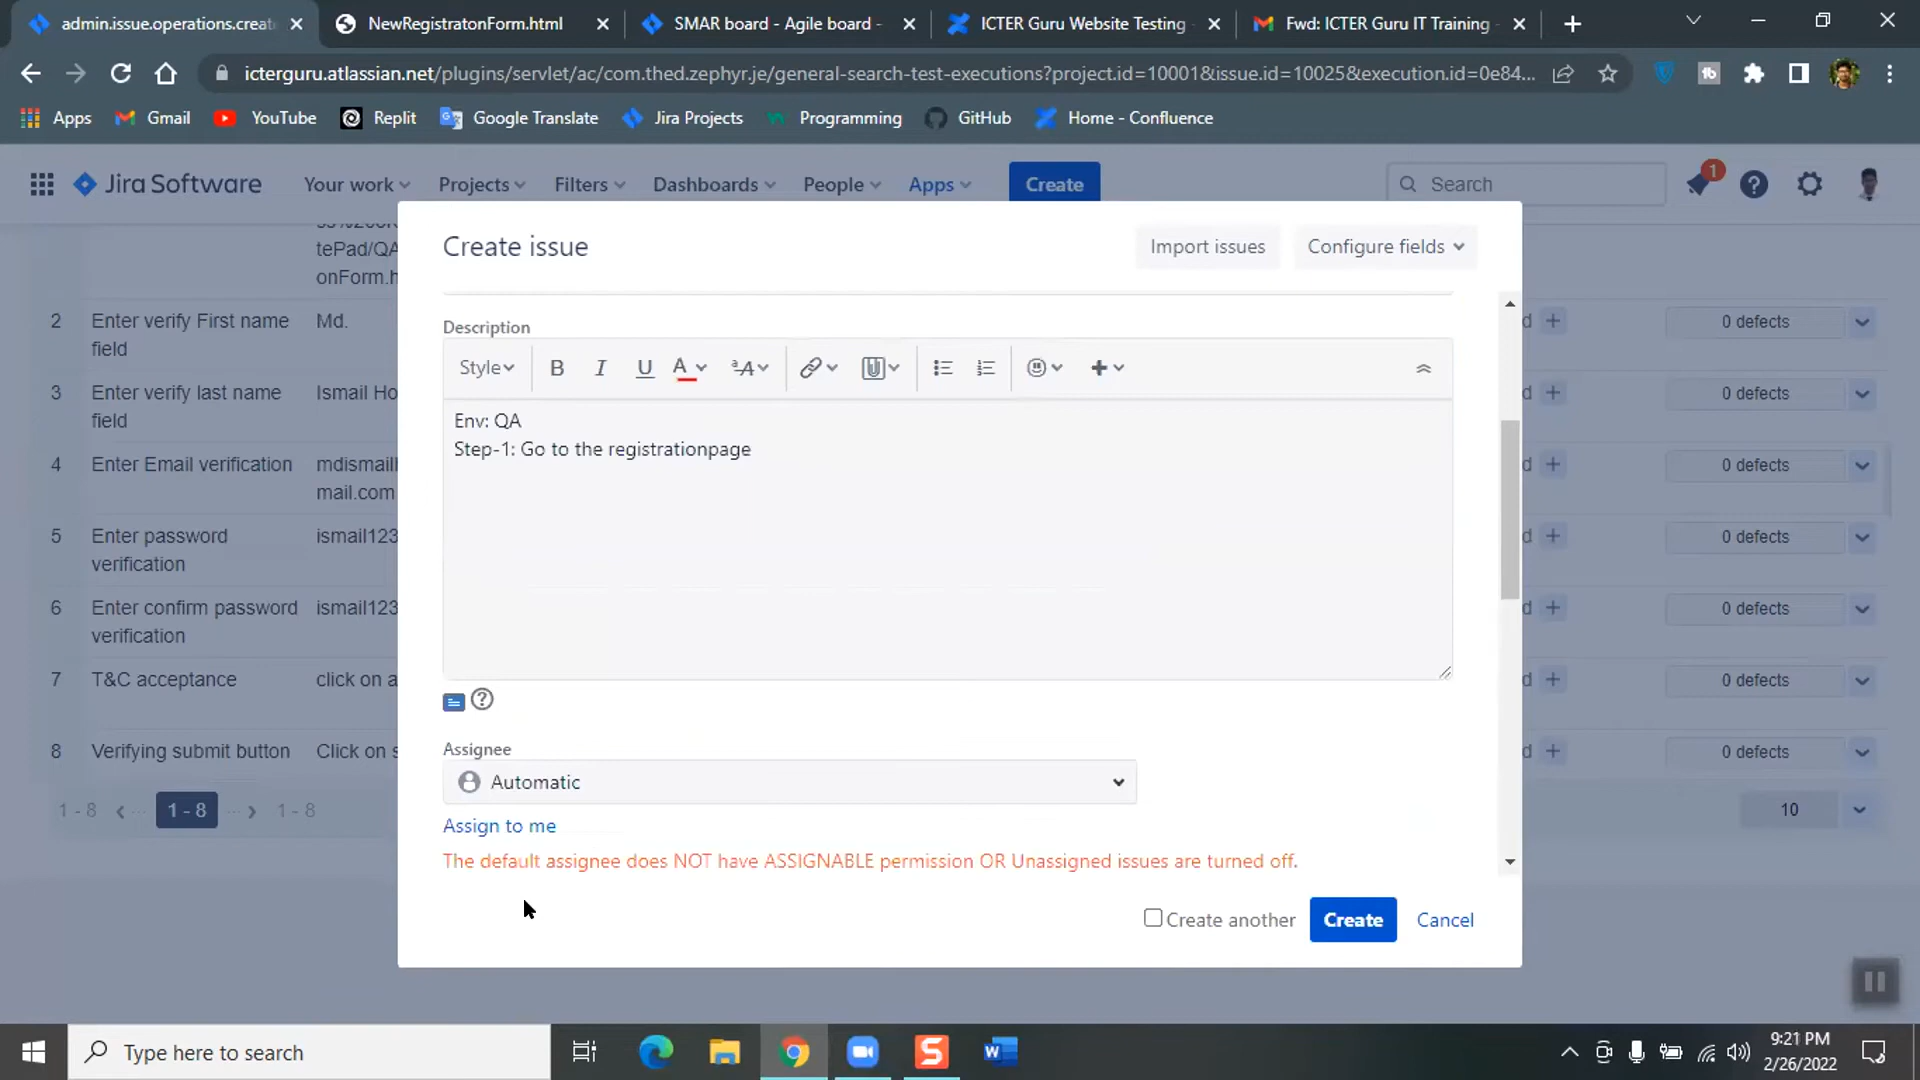 admin.issue.operations.create
NewRegistratonForm.html
SMAR board - Agile board -
ICTER Guru Website Testing -
Fwd: ICTER Guru IT Training -
icterguru.atlassian.net/plugins/servlet/ac/com.thed.zephyr.je/general-search-test-executions?project.id=10001&issue.id=10025&execution.id=0e84...
Apps Gmail YouTube Replit Google Translate Jira Projects Programming GitHub Home - Confluence
Jira Software Your work Projects Filters Dashboards People Apps Create Search 1
tePad/QA
onForm.h
2 Enter verify First name field Md. d 0 defects
3 Enter verify last name field Ismail Ho d 0 defects
4 Enter Email verification mdismailh mail.com d 0 defects
5 Enter password verification ismail123 d 0 defects
6 Enter confirm password verification ismail123 d 0 defects
7 T&C acceptance click on a d 0 defects
8 Verifying submit button Click on s d 0 defects
1 - 8 1 - 8 1 - 8 10
Create issue
Import issues Configure fields
Description
Style B I U A ªA
Env: QA
Step-1: Go to the registrationpage
Assignee
Automatic
Assign to me
The default assignee does NOT have ASSIGNABLE permission OR Unassigned issues are turned off.
Create another Create Cancel
Type here to search
9:21 PM
2/26/2022